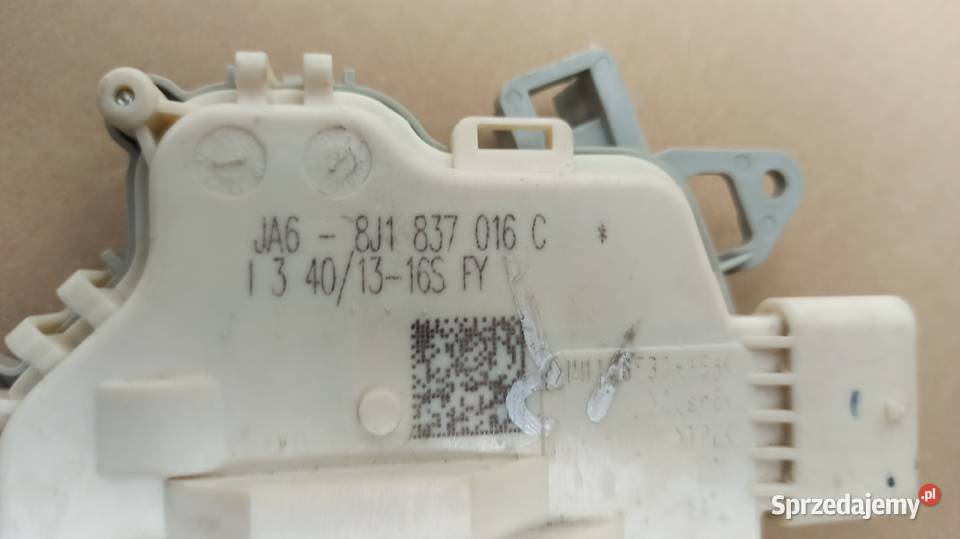 JA6 - 8J1 837 016 C *
I 3 40/13-16S FY
Sprzedajemy.pl